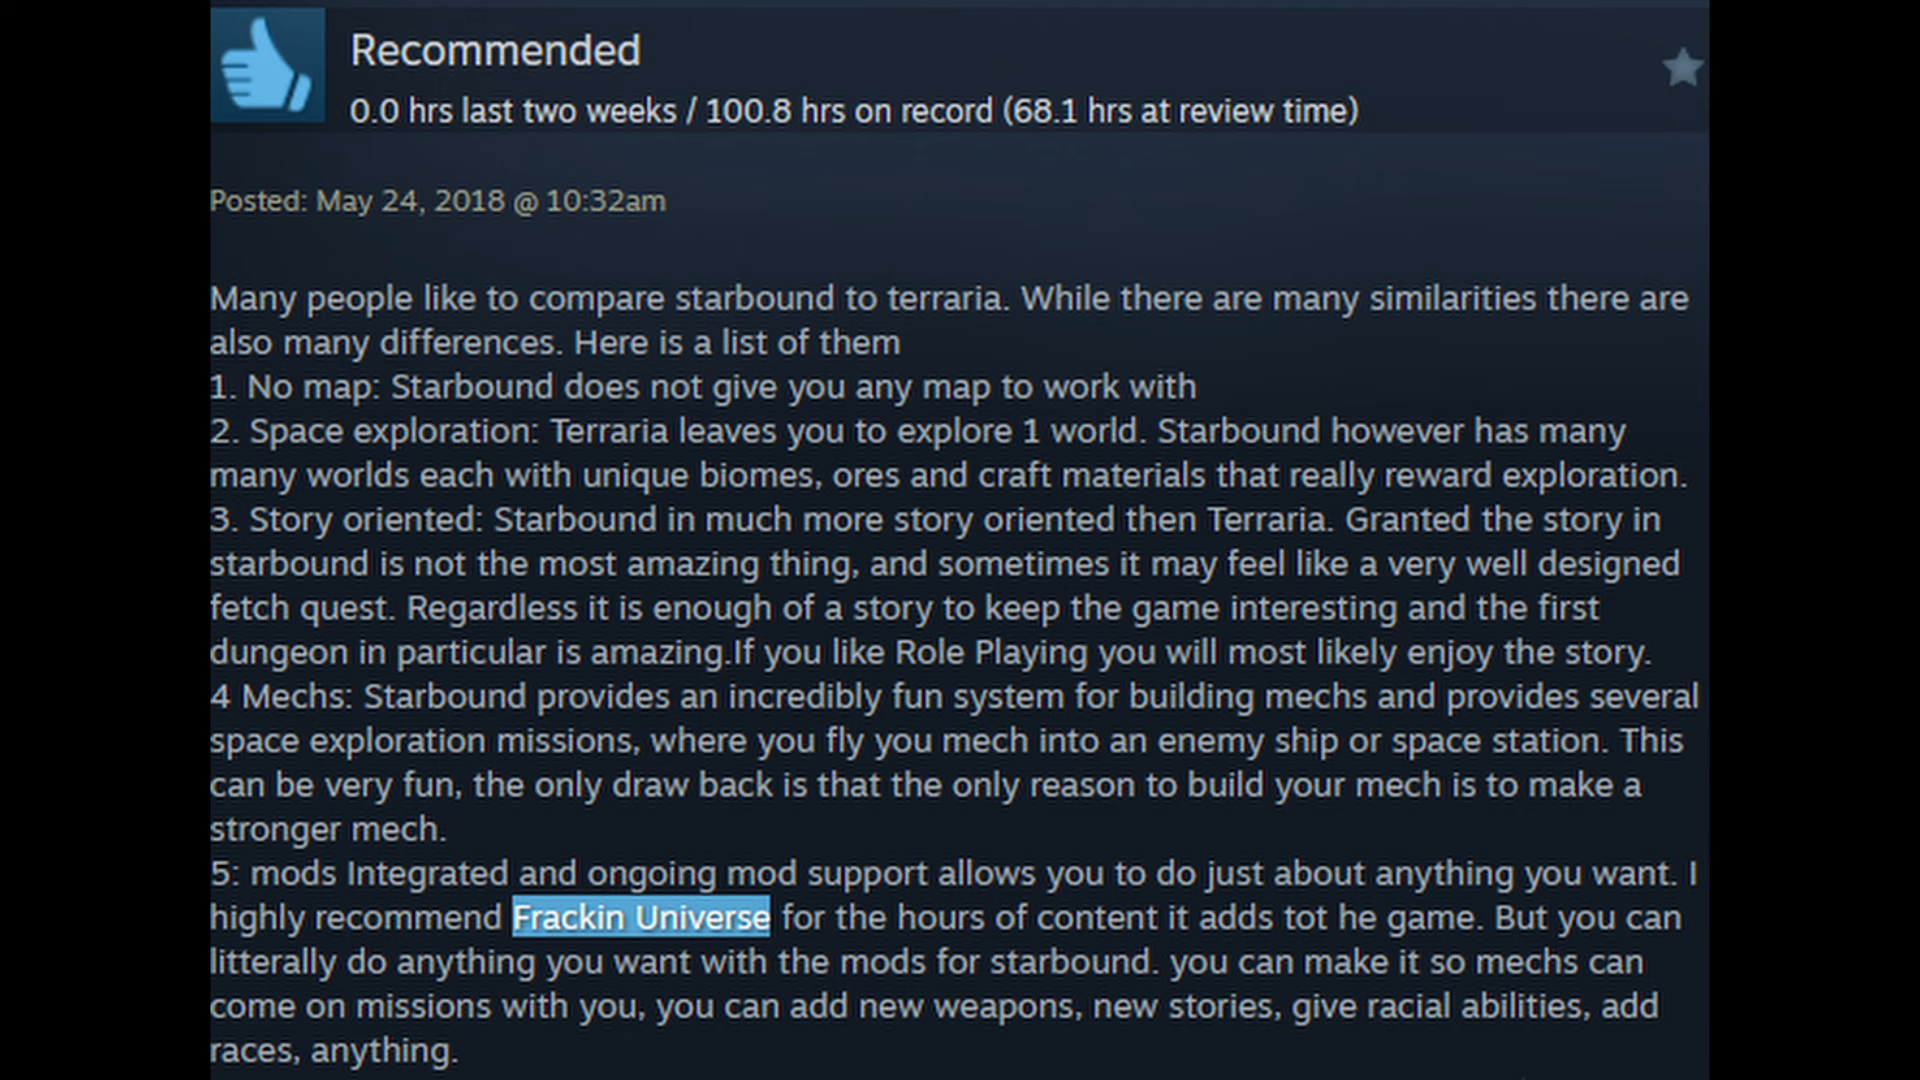 Recommended
0.0 hrs last two weeks / 100.8 hrs on record (68.1 hrs at review time)
Posted: May 24, 2018 @ 10:32am
Many people like to compare starbound to terraria. While there are many similarities there are
also many differences. Here is a list of them
1. No map: Starbound does not give you any map to work with
2. Space exploration: Terraria leaves you to explore 1 world. Starbound however has many
many worlds each with unique biomes, ores and craft materials that really reward exploration.
3. Story oriented: Starbound in much more story oriented then Terraria. Granted the story in
starbound is not the most amazing thing, and sometimes it may feel like a very well designed
fetch quest. Regardless it is enough of a story to keep the game interesting and the first
dungeon in particular is amazing.If you like Role Playing you will most likely enjoy the story.
4 Mechs: Starbound provides an incredibly fun system for building mechs and provides several
space exploration missions, where you fly you mech into an enemy ship or space station. This
can be very fun, the only draw back is that the only reason to build your mech is to make a
stronger mech.
5: mods Integrated and ongoing mod support allows you to do just about anything you want. I
highly recommend Frackin Universe for the hours of content it adds tot he game. But you can
litterally do anything you want with the mods for starbound. you can make it so mechs can
come on missions with you, you can add new weapons, new stories, give racial abilities, add
races, anything.